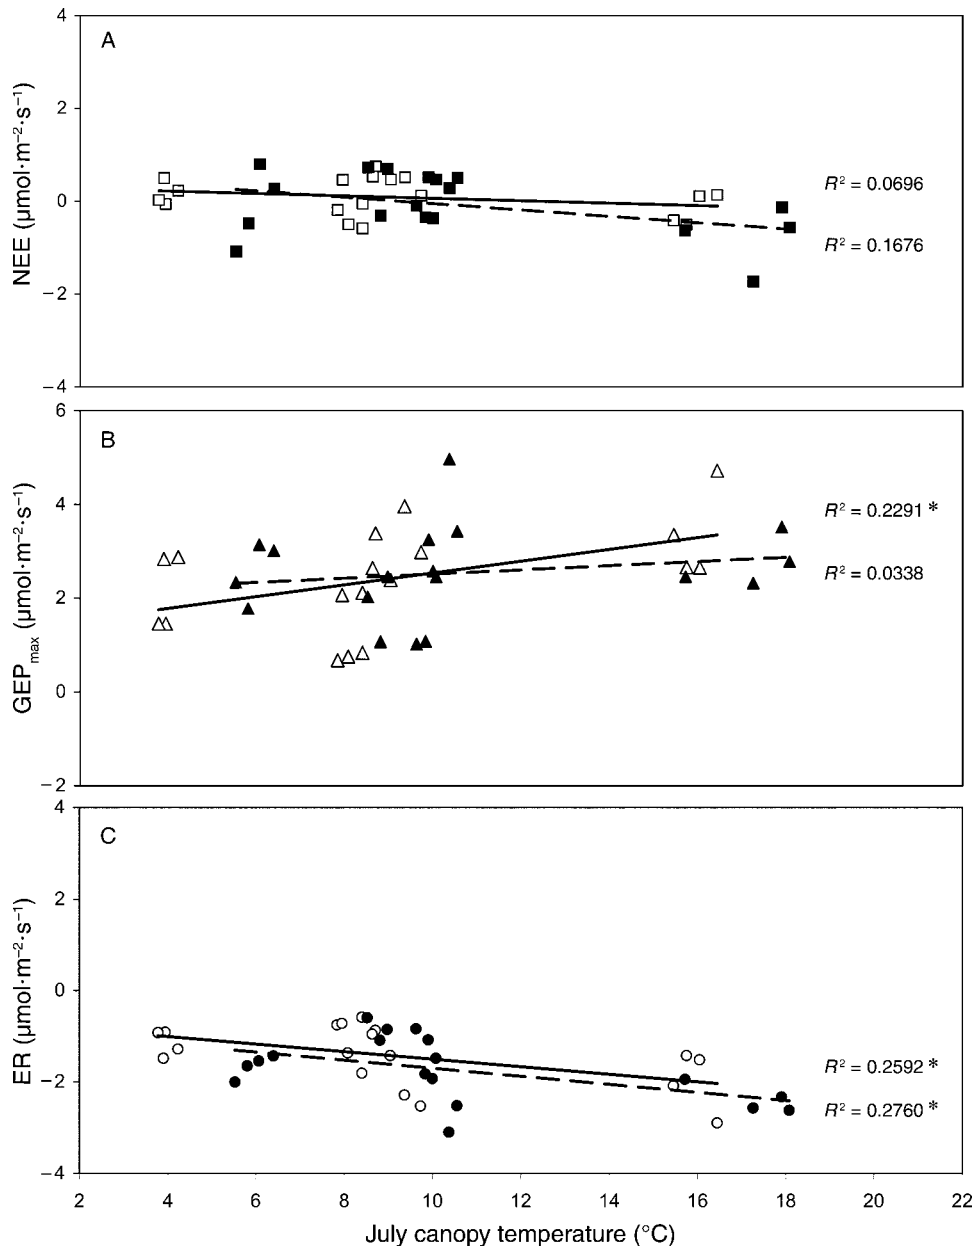 A
4
2
0
−2
−4
NEE (μmol·m⁻²·s⁻¹)
R² = 0.0696
R² = 0.1676
B
6
4
2
0
−2
GEPmax (μmol·m⁻²·s⁻¹)
R² = 0.2291 *
R² = 0.0338
C
4
2
0
−2
−4
ER (μmol·m⁻²·s⁻¹)
R² = 0.2592 *
R² = 0.2760 *
2 4 6 8 10 12 14 16 18 20 22
July canopy temperature (°C)